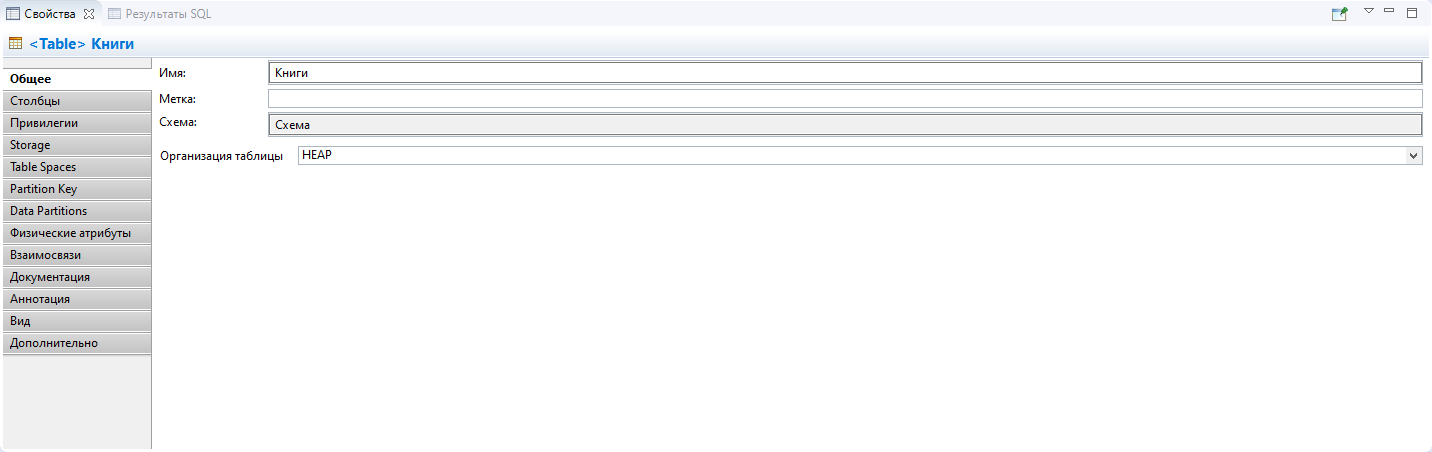 Свойства Результаты SQL
<Table> Книги
Общее
Столбцы
Привилегии
Storage
Table Spaces
Partition Key
Data Partitions
Физические атрибуты
Взаимосвязи
Документация
Аннотация
Вид
Дополнительно
Имя: Книги
Метка:
Схема: Схема
Организация таблицы HEAP